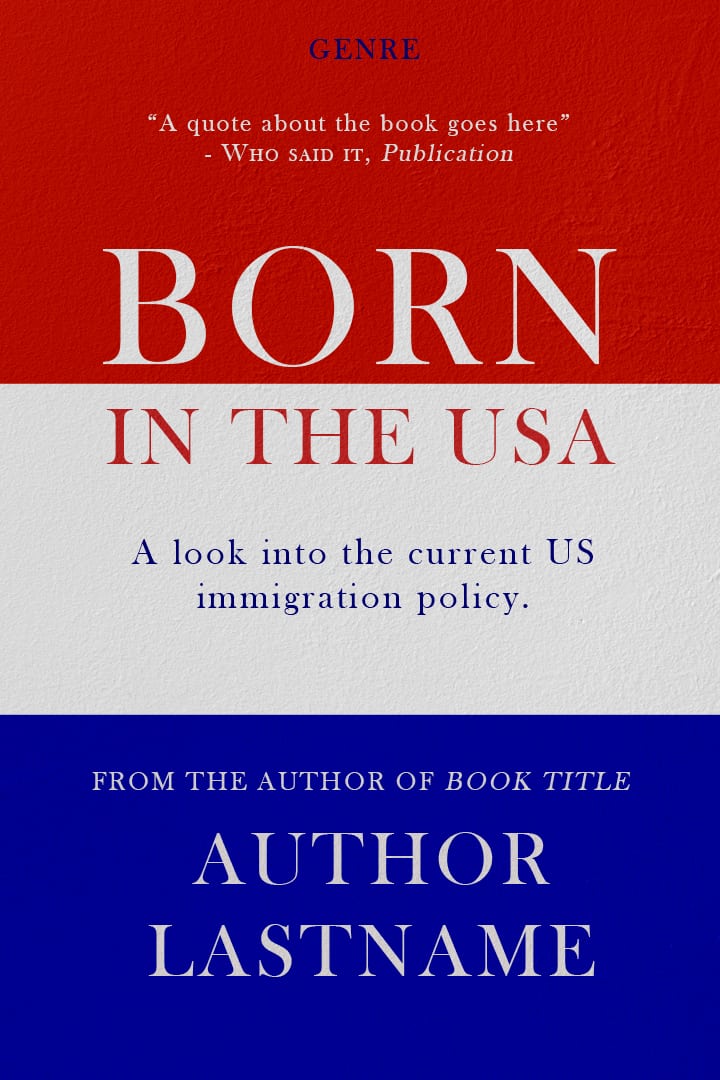 GENRE
“A quote about the book goes here”
- WHO SAID IT, Publication
BORN
IN THE USA
A look into the current US
immigration policy.
FROM THE AUTHOR OF BOOK TITLE
AUTHOR
LASTNAME